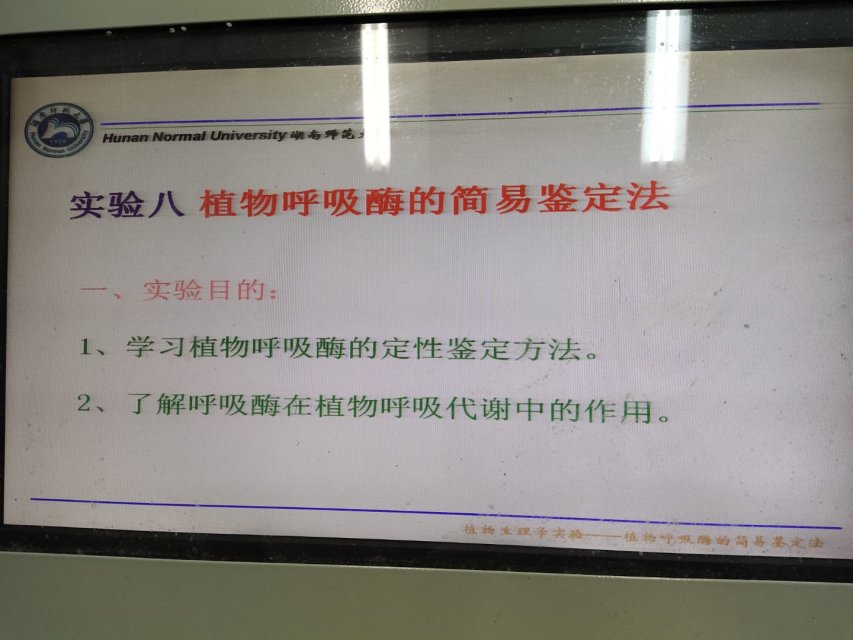 Hunan Normal University 湖南师范
实验八 植物呼吸酶的简易鉴定法
一、实验目的：
1、学习植物呼吸酶的定性鉴定方法。
2、了解呼吸酶在植物呼吸代谢中的作用。
植物生理学实验——植物呼吸酶的简易鉴定法